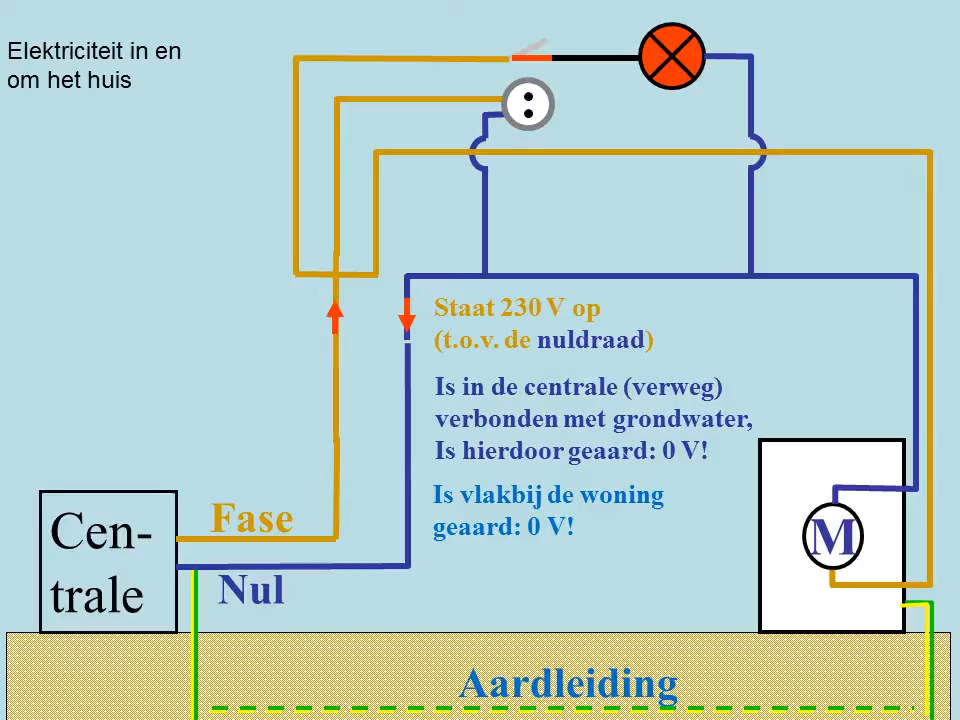 Elektriciteit in en
om het huis
Staat 230 V op
(t.o.v. de nuldraad)
Is in de centrale (verweg)
verbonden met grondwater,
Is hierdoor geaard: 0 V!
Is vlakbij de woning
geaard: 0 V!
Cen-
trale
Fase
Nul
M
Aardleiding